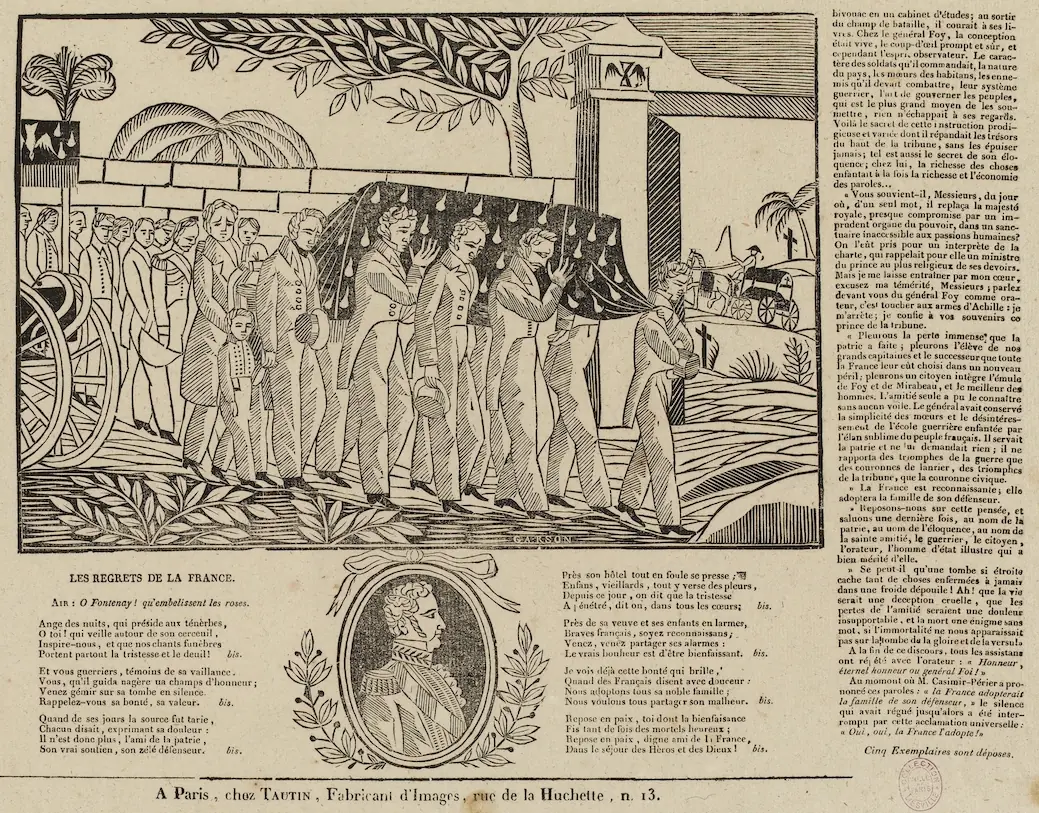 GARSON
LES REGRETS DE LA FRANCE.
AIR : O Fontenay ! qu'embelissent les roses.
Ange des nuits, qui préside aux ténèbres,
O toi ! qui veille autour de son cerceuil,
Inspire-nous, et que nos chants funèbres
Portent partout la tristesse et le deuil! bis.
Et vous guerriers, témoins de sa vaillance,
Vous, qu'il guida nagère au champs d'honneur;
Venez gémir sur sa tombe en silence.
Rappelez-vous sa bonté, sa valeur. bis.
Quand de ses jours la source fut tarie,
Chacun disait, exprimant sa douleur :
Il n'est donc plus, l'ami de la patrie,
Son vrai soutien, son zélé défenseur. bis.
Près son hôtel tout en foule se presse;
Enfans, vieillards, tout y verse des pleurs,
Depuis ce jour, on dit que la tristesse
A pénétré, dit on, dans tous les cœurs; bis.
Près de sa veuve et ses enfants en larmes,
Braves français, soyez reconnaissans;
Venez, venez partager ses alarmes :
Le vrais bonheur est d'être bienfaisant. bis.
Je vois déjà cette bonté qui brille,
Quand des Français disent avec douceur :
Nous adoptons tous sa noble famille;
Nous voulons tous partager son malheur. bis.
Repose en paix, toi dont la bienfaisance
Fis tant de fois des mortels heureux;
Repose en paix, digne ami de la France,
Dans le séjour des Héros et des Dieux! bis.
bivouac en un cabinet d'études; au sortir
du champ de bataille, il courait à ses li-
vres. Chez le général Foy, la conception
était vive, le coup-d'œil prompt et sûr, et
cependant l'esprit observateur. Le carac-
tère des soldats qu'il commandait, la nature
du pays, les mœurs des habitans, les enne-
mis qu'il devait combattre, leur système
guerrier, l'art de gouverner les peuples,
qui est le plus grand moyen de les sou-
mettre, rien n'échappait à ses regards.
Voilà le secret de cette instruction prodi-
gieuse et variée dont il répandait les trésors
du haut de la tribune, sans les épuiser
jamais; tel est aussi le secret de son élo-
quence; chez lui, la richesse des choses
enfantait à la fois la richesse et l'économie
des paroles...
« Vous souvient-il, Messieurs, du jour
où, d'un seul mot, il replaça la majesté
royale, presque compromise par un im-
prudent organe du pouvoir, dans un sanc-
tuaire inaccessible aux passions humaines?
On l'eût pris pour un interprète de la
charte, qui rappelait pour elle un ministre
du prince au plus religieux de ses devoirs.
Mais je me laisse entraîner par mon cœur,
excusez ma témérité, Messieurs; parler
devant vous du général Foy comme ora-
teur, c'est toucher aux armes d'Achille : je
m'arrête; je confie à vos souvenirs ce
prince de la tribune.
« Pleurons la perte immense que la
patrie a faite; pleurons l'élève de nos
grands capitaines et le successeur que toute
la France leur eût choisi dans un nouveau
péril; pleurons un citoyen intègre l'émule
de Foy et de Mirabeau, et le meilleur des
hommes. L'amitié seule a pu le connaître
sans aucun voile. Le général avait conservé
la simplicité des mœurs et le désintéres-
sement de l'école guerrière enfantée par
l'élan sublime du peuple français. Il servait
la patrie et ne lui demandait rien; il ne
rapporta des triomphes de la guerre que
des couronnes de laurier, des triomphes
de la tribune, que la couronne civique.
« La France est reconnaissante; elle
adoptera la famille de son défenseur.
» Reposons-nous sur cette pensée, et
saluons une dernière fois, au nom de la
patrie, au nom de l'éloquence, au nom de
la sainte amitié, le guerrier, le citoyen,
l'orateur, l'homme d'état illustre qui a
bien mérité d'elle.
» Se peut-il qu'une tombe si étroite
cache tant de choses enfermées à jamais
dans une froide dépouile! Ah! que la vie
serait une deception cruelle, que les
pertes de l'amitié seraient une douleur
insupportable, et la mort une énigme sans
mot, si l'immortalité ne nous apparaissait
pas sur la tombe de la gloire et de la vertu!»
A la fin de ce discours, tous les assistans
ont répété avec l'orateur : « Honneur,
éternel honneur au général Foi!»
Au moment où M. Casimir-Périer a pro-
noncé ces paroles : « la France adopterait
la famille de son défenseur, » le silence
qui avait régné jusqu'alors a été inter-
rompu par cette acclamation universelle:
« Oui, oui, la France l'adopte!»
Cinq Exemplaires sont déposes.
A Paris, chez TAUTIN, Fabricant d'Images, rue de la Huchette, n. 13.